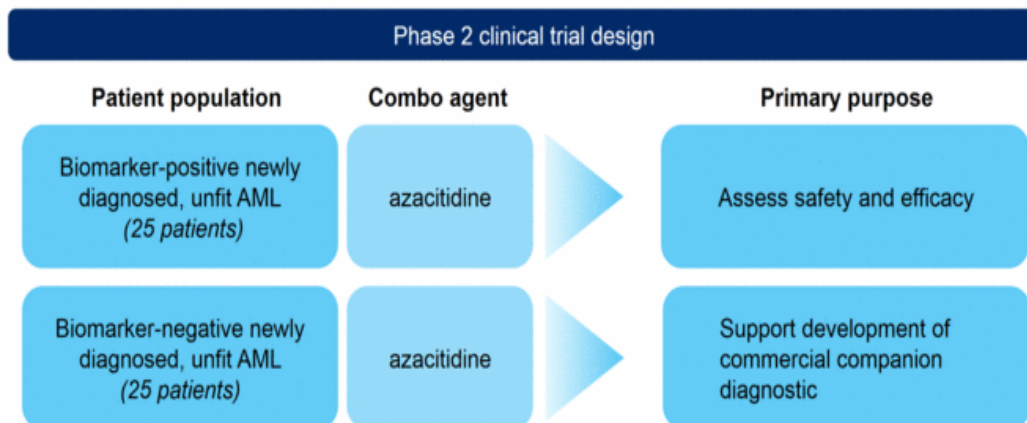 Phase 2 clinical trial design
Patient population
Combo agent
Primary purpose
Biomarker-positive newly
diagnosed, unfit AML
(25 patients)
azacitidine
Assess safety and efficacy
Biomarker-negative newly
diagnosed, unfit AML
(25 patients)
azacitidine
Support development of
commercial companion
diagnostic